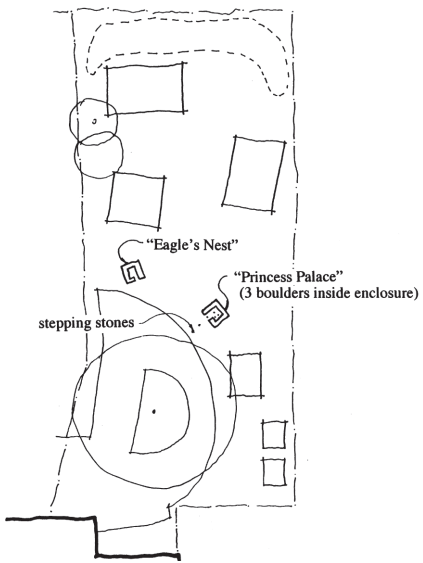 “Eagle’s Nest”
“Princess Palace”
(3 boulders inside enclosure)
stepping stones